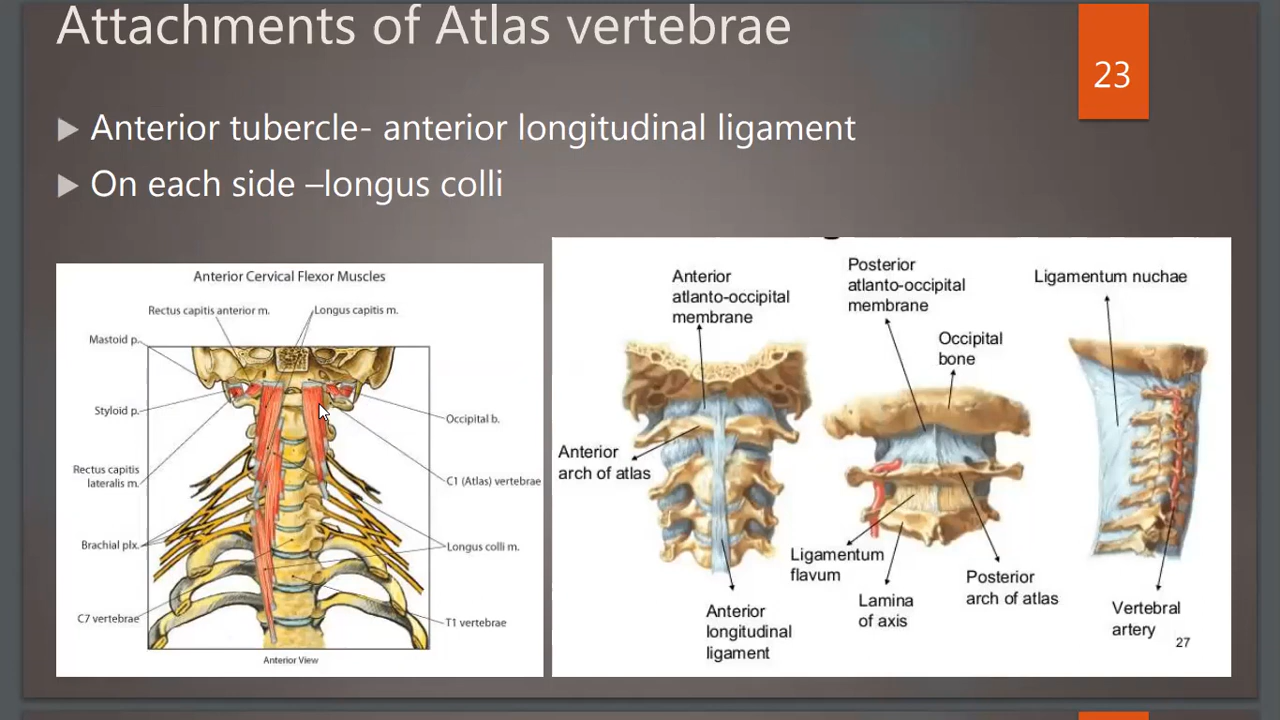 Attachments of Atlas vertebrae
23
Anterior tubercle- anterior longitudinal ligament
On each side –longus colli
Anterior Cervical Flexor Muscles
Rectus capitis anterior m.
Longus capitis m.
Mastoid p.
Styloid p.
Occipital b.
Rectus capitis
lateralis m.
C1 (Atlas) vertebrae
Brachial plx.
Longus colli m.
C7 vertebrae
T1 vertebrae
Anterior View
Anterior
atlanto-occipital
membrane
Posterior
atlanto-occipital
membrane
Ligamentum nuchae
Occipital
bone
Anterior
arch of atlas
Ligamentum
flavum
Lamina
of axis
Posterior
arch of atlas
Anterior
longitudinal
ligament
Vertebral
artery
27